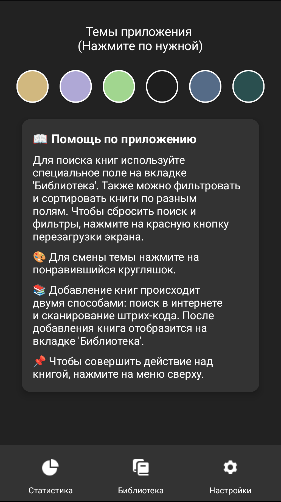 Темы приложения
(Нажмите по нужной)
📖 Помощь по приложению
Для поиска книг используйте
специальное поле на вкладке
'Библиотека'. Также можно фильтровать
и сортировать книги по разным
полям. Чтобы сбросить поиск и
фильтры, нажмите на красную кнопку
перезагрузки экрана.
🎨 Для смены темы нажмите на
понравившийся кругляшок.
📚 Добавление книг происходит
двумя способами: поиск в интернете
и сканирование штрих-кода. После
добавления книга отобразится на
вкладке 'Библиотека'.
📌 Чтобы совершить действие над
книгой, нажмите на меню сверху.
Статистика
Библиотека
Настройки